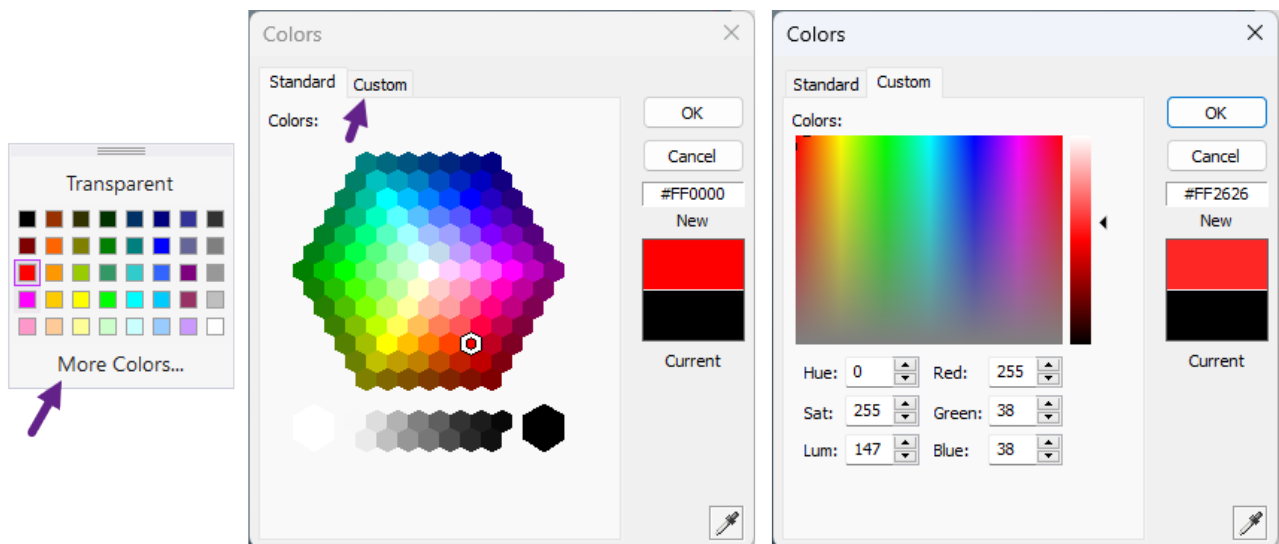 Transparent
More Colors...
Colors
Standard Custom
Colors:
OK
Cancel
#FF0000
New
Current
Colors
Standard Custom
Colors:
OK
Cancel
#FF2626
New
Current
Hue: 0 Red: 255
Sat: 255 Green: 38
Lum: 147 Blue: 38